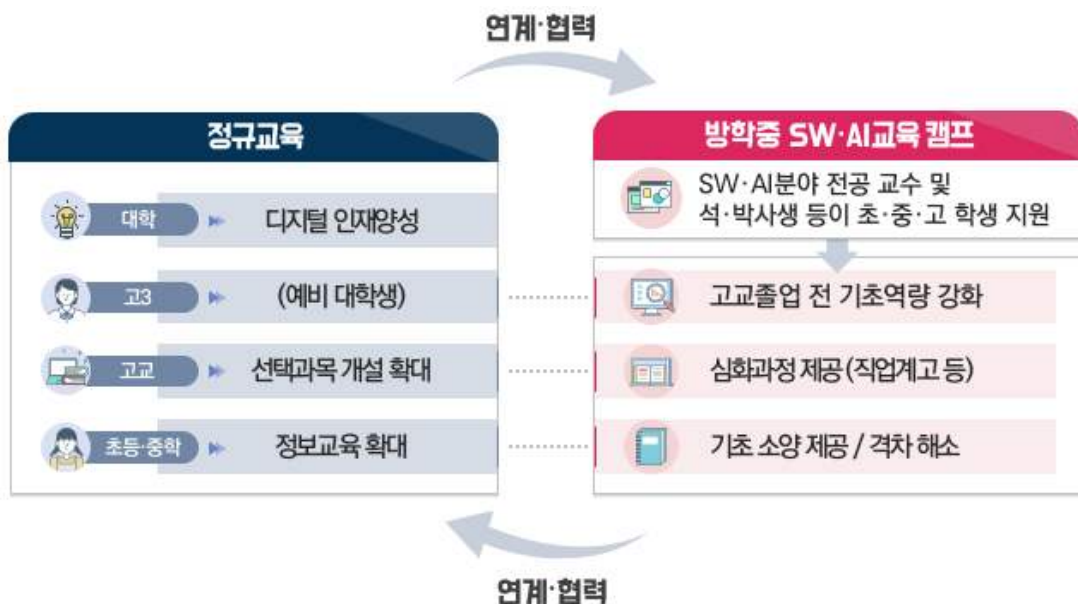 연계·협력
정규교육
대학
디지털 인재양성
고3
(예비 대학생)
고교
선택과목 개설 확대
초등·중학
정보교육 확대
방학중 SW·AI교육 캠프
SW·AI분야 전공 교수 및
석·박사생 등이 초·중·고 학생 지원
고교졸업 전 기초역량 강화
심화과정 제공(직업계고 등)
기초 소양 제공 / 격차 해소
연계·협력